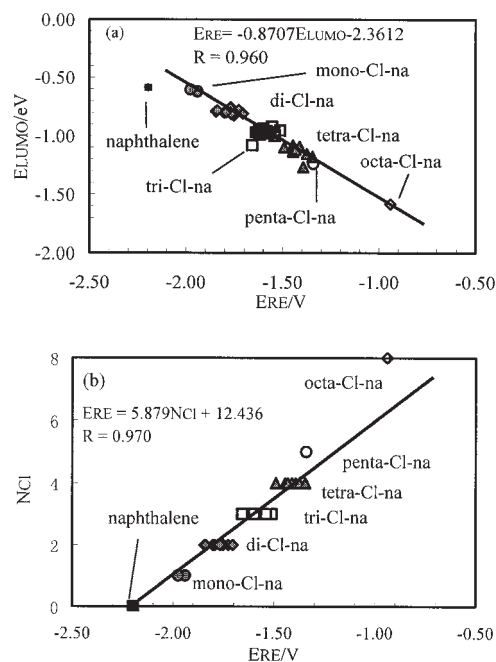 (a)
ERE= -0.8707ELUMO-2.3612
R = 0.960
0.00
-0.50
-1.00
-1.50
-2.00
ELUMO/eV
mono-Cl-na
di-Cl-na
naphthalene
tetra-Cl-na
tri-Cl-na
octa-Cl-na
penta-Cl-na
-2.50 -2.00 -1.50 -1.00 -0.50
ERE/V
(b)
8
6
4
2
0
NCl
octa-Cl-na
ERE = 5.879NCl + 12.436
R = 0.970
penta-Cl-na
tetra-Cl-na
naphthalene
tri-Cl-na
di-Cl-na
mono-Cl-na
-2.50 -2.00 -1.50 -1.00 -0.50
ERE/V